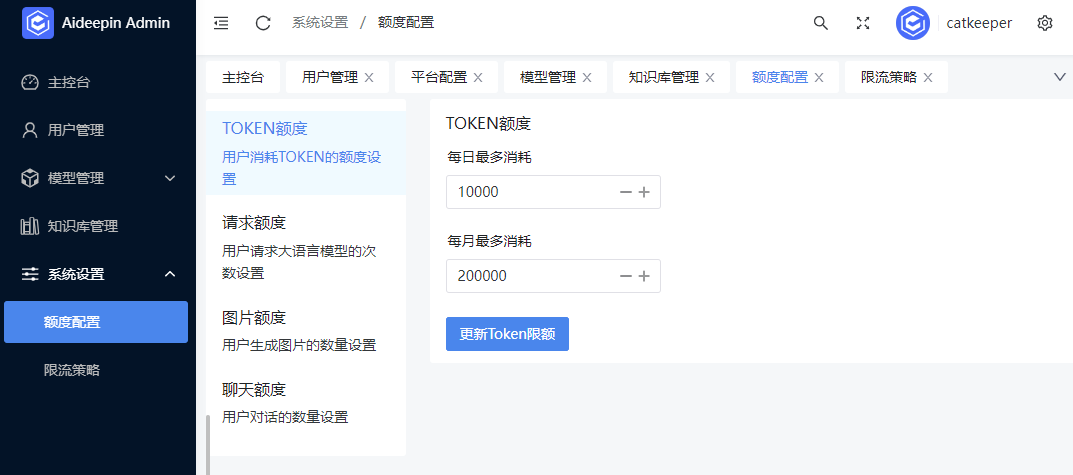 Aideepin Admin
系统设置 / 额度配置
catkeeper
主控台
用户管理
模型管理
知识库管理
系统设置
额度配置
限流策略
主控台
用户管理
平台配置
模型管理
知识库管理
额度配置
限流策略
TOKEN额度
用户消耗TOKEN的额度设
置
请求额度
用户请求大语言模型的次
数设置
图片额度
用户生成图片的数量设置
聊天额度
用户对话的数量设置
TOKEN额度
每日最多消耗
10000
每月最多消耗
200000
更新Token限额